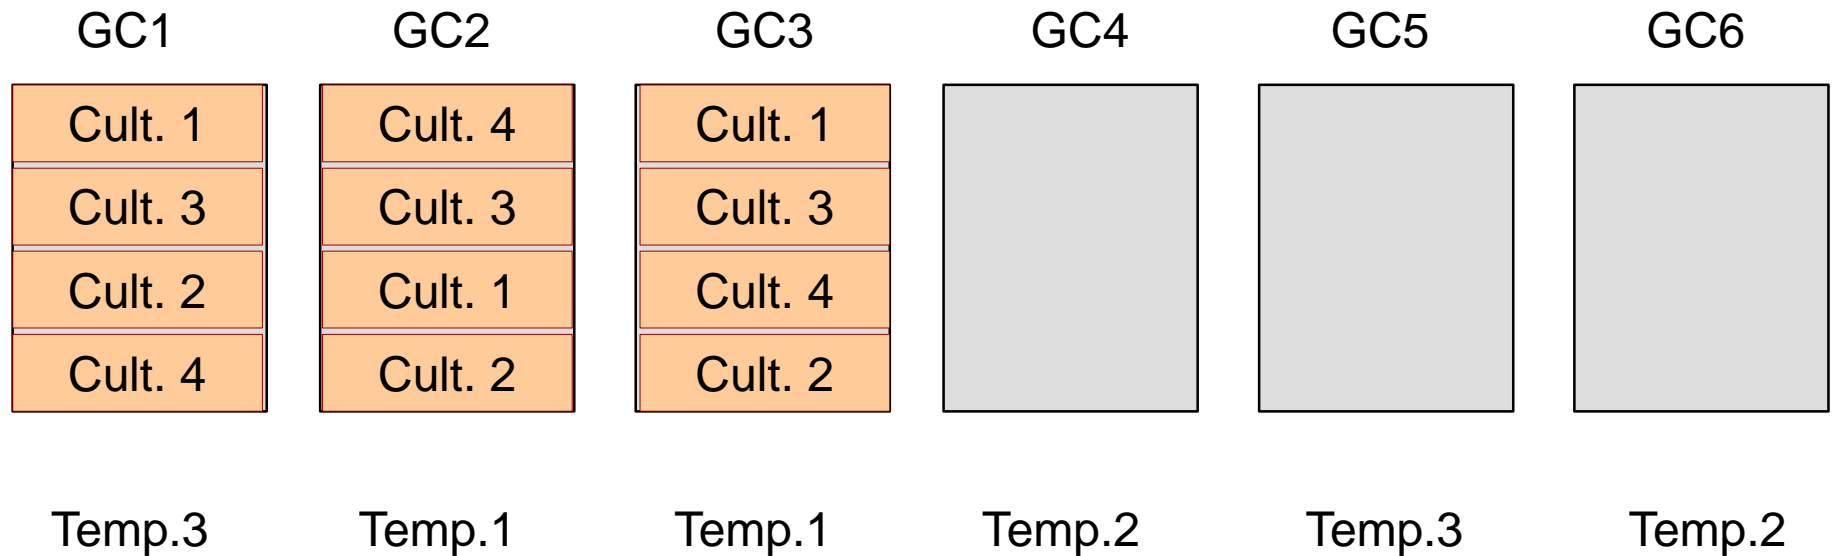 GC1 GC2 GC3 GC4 GC5 GC6
Cult. 1 Cult. 4 Cult. 1
Cult. 3 Cult. 3 Cult. 3
Cult. 2 Cult. 1 Cult. 4
Cult. 4 Cult. 2 Cult. 2
Temp.3 Temp.1 Temp.1 Temp.2 Temp.3 Temp.2